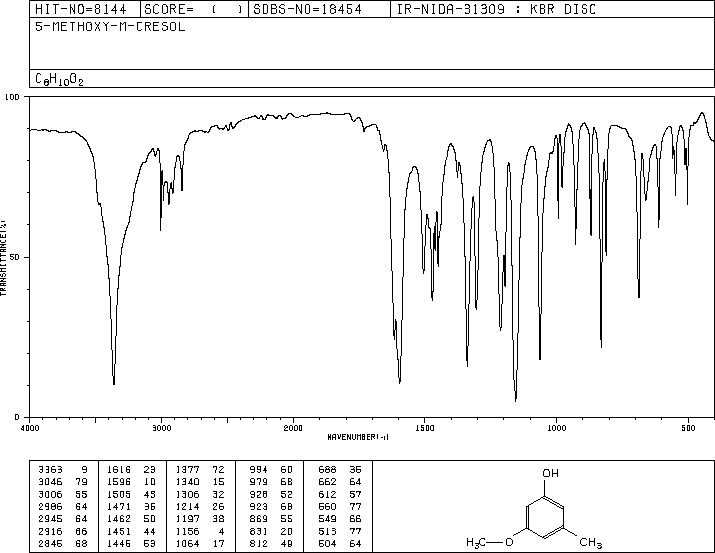 HIT-NO=8144 SCORE= ( ) SDBS-NO=18454 IR-NIDA-31309 : KBR DISC
5-METHOXY-M-CRESOL
C8H10O2
100
50
0
TRANSMITTANCE(%)
4000 3000 2000 1500 1000 500
WAVENUMBER(-1)
3363 9 1616 23 1377 72 994 60 688 36
3046 79 1596 10 1340 15 979 68 662 64
3006 55 1505 43 1306 32 928 52 612 57
2986 64 1471 35 1214 26 923 68 560 77
2945 64 1462 50 1197 38 869 55 549 66
2916 66 1451 44 1156 4 831 20 513 77
2845 68 1446 53 1064 17 812 49 504 64
OH
H3C O CH3